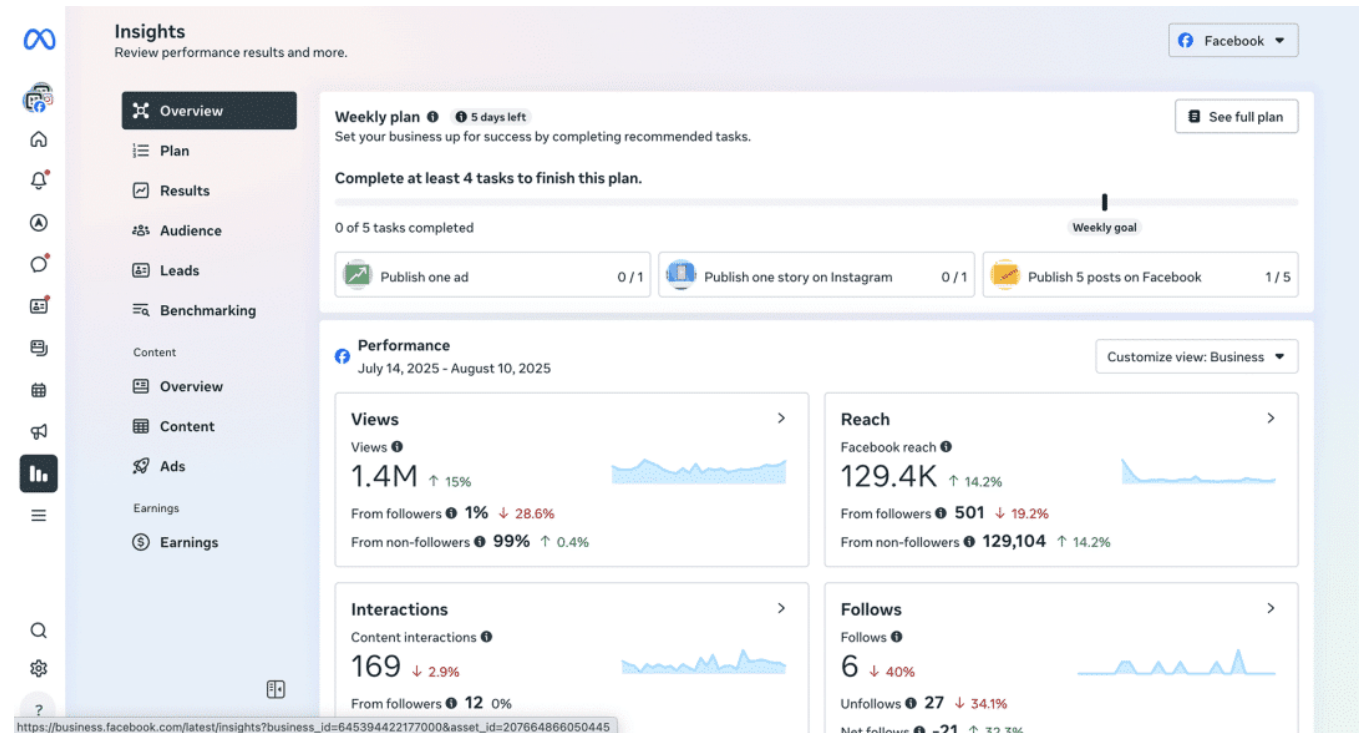 Insights
Review performance results and more.
Facebook
Overview
Plan
Results
Audience
Leads
Benchmarking
Content
Overview
Content
Ads
Earnings
Earnings
Weekly plan 5 days left
See full plan
Set your business up for success by completing recommended tasks.
Complete at least 4 tasks to finish this plan.
0 of 5 tasks completed
Weekly goal
Publish one ad 0 / 1
Publish one story on Instagram 0 / 1
Publish 5 posts on Facebook 1 / 5
Performance
July 14, 2025 - August 10, 2025
Customize view: Business
Views
Views
1.4M ↑ 15%
From followers 1% ↓ 28.6%
From non-followers 99% ↑ 0.4%
Reach
Facebook reach
129.4K ↑ 14.2%
From followers 501 ↓ 19.2%
From non-followers 129,104 ↑ 14.2%
Interactions
Content interactions
169 ↓ 2.9%
From followers 12 0%
Follows
Follows
6 ↓ 40%
Unfollows 27 ↓ 34.1%
Net follows -21 ↑ 32.3%
?
https://business.facebook.com/latest/insights?business_id=645394422177000&asset_id=207664866050445